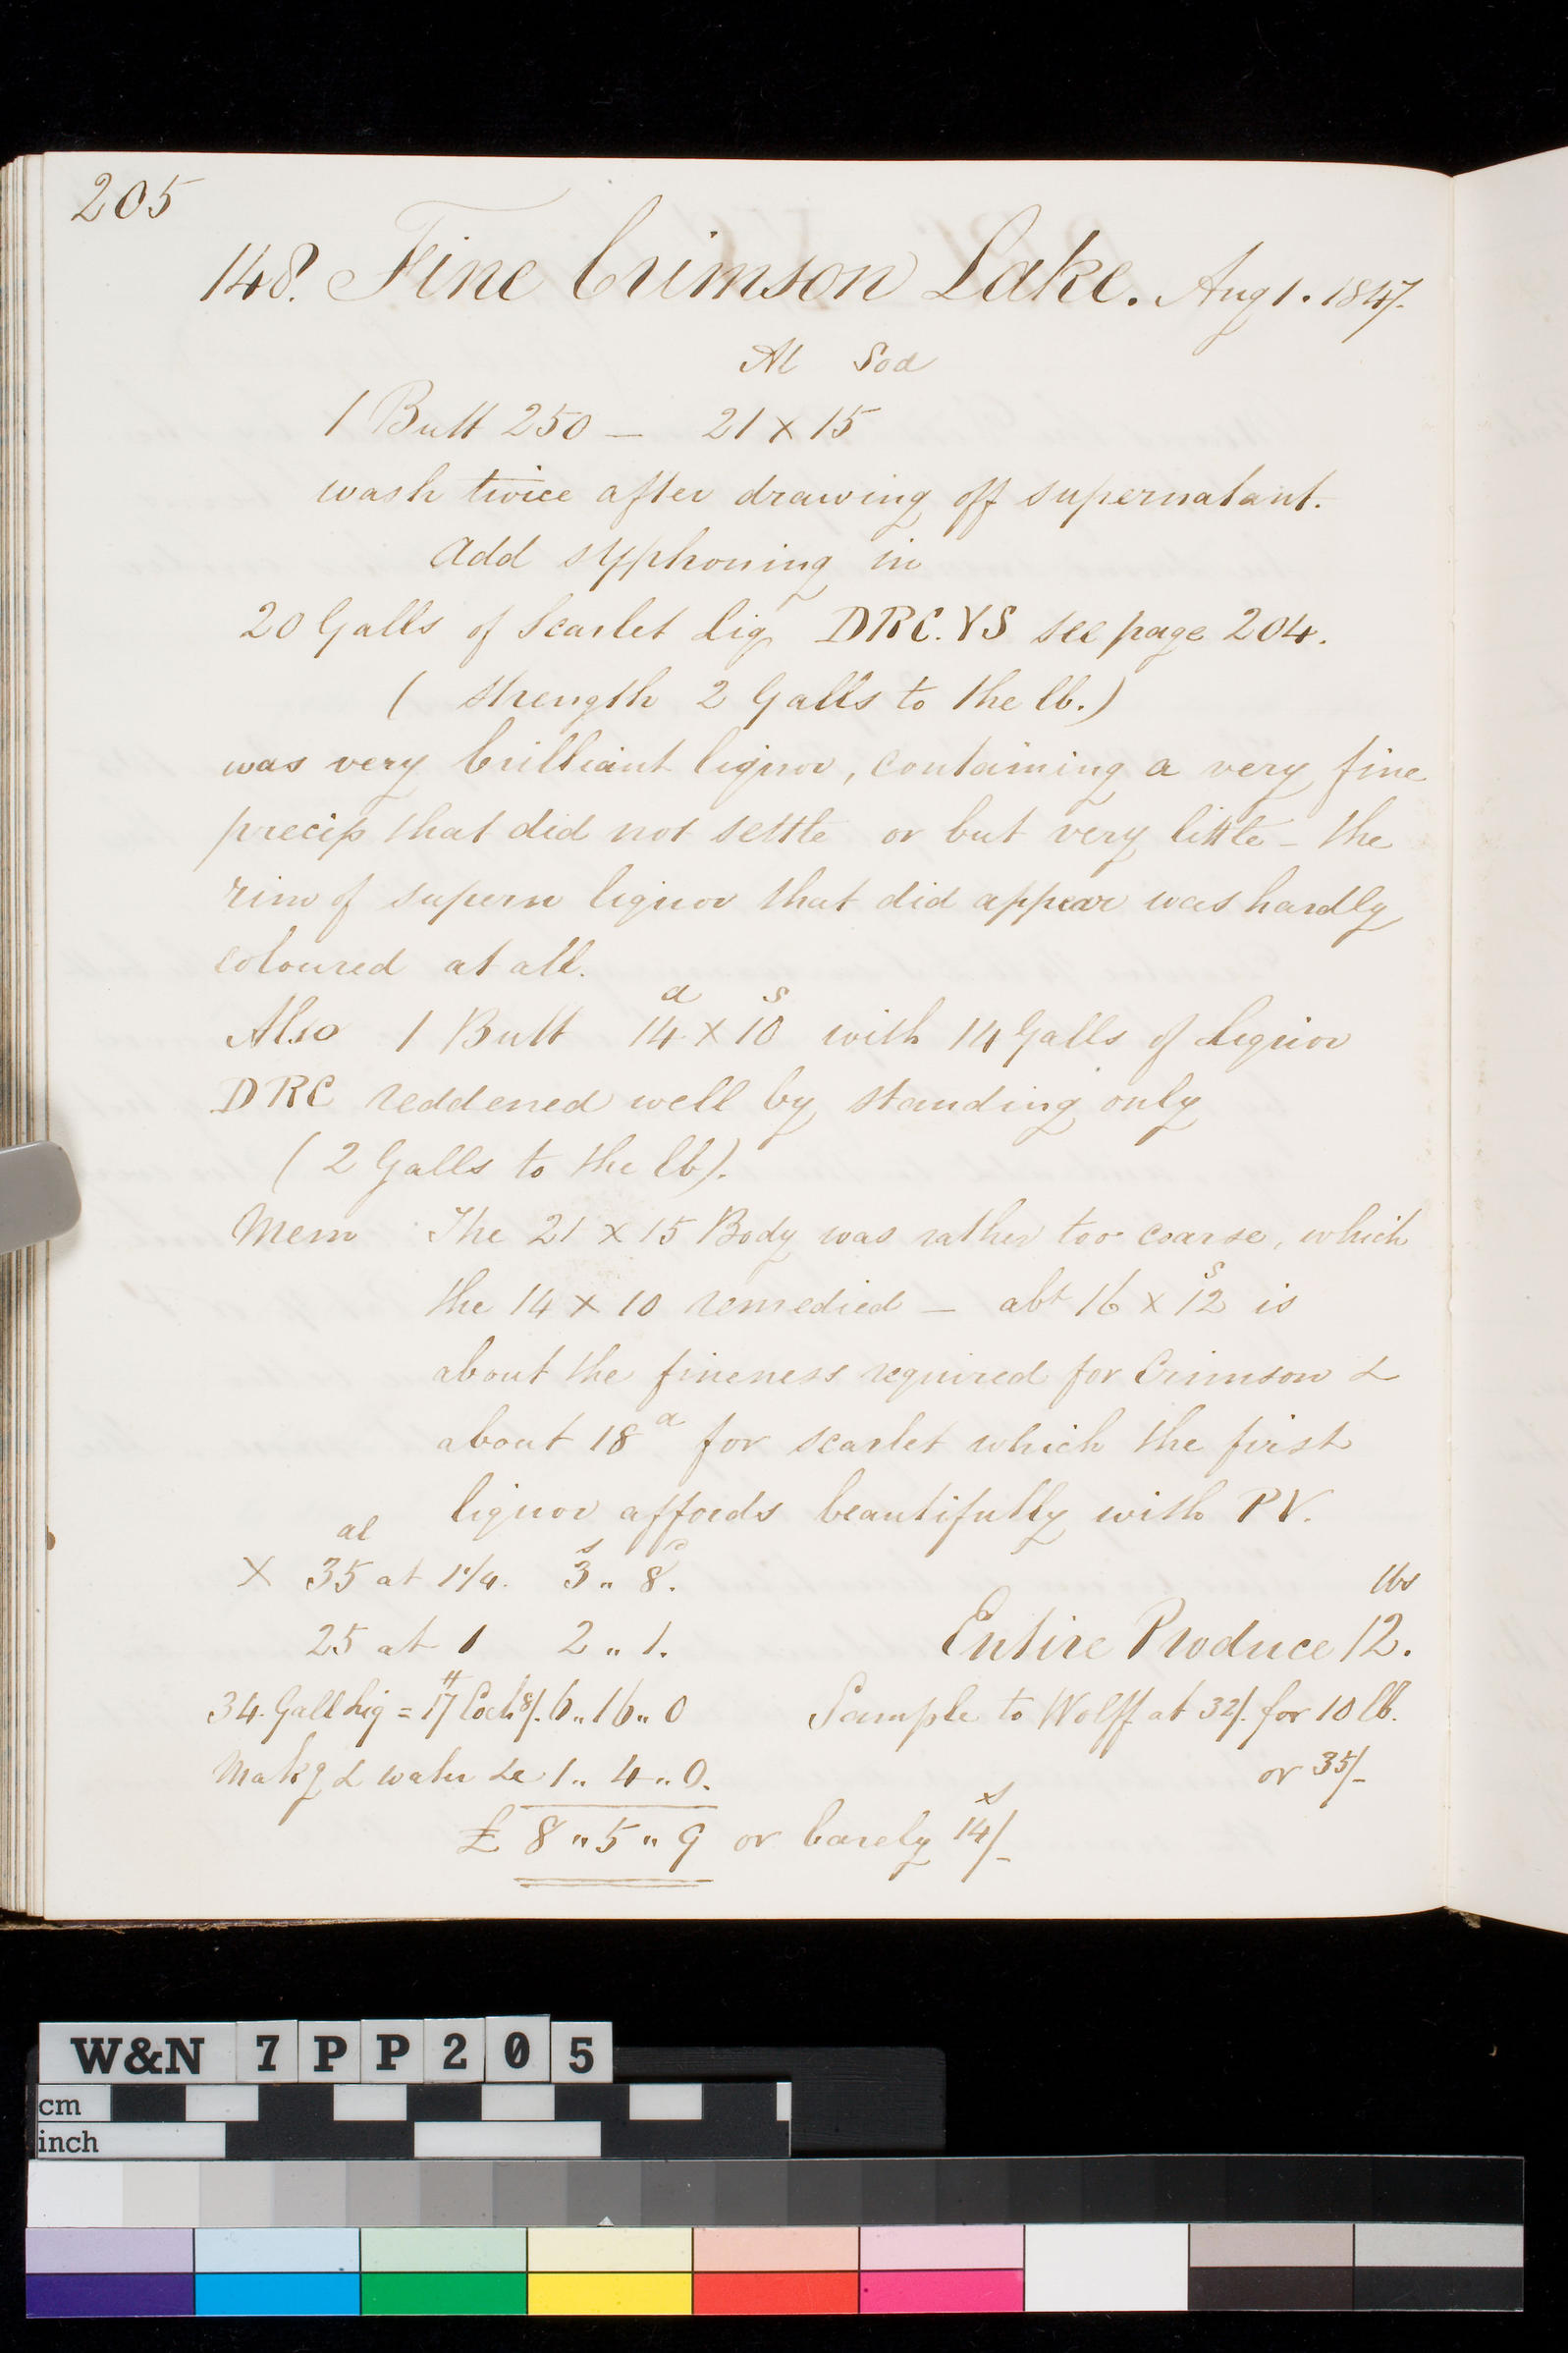 205
148. Fine Crimson Lake. Aug 1. 1847.
Al Sod
1 Butt 250 — 21 x 15
wash twice after drawing off supernatant.
Add syphoning in
20 Galls of Scarlet Liq DRC.YS see page 204.
( strength 2 Galls to the lb.)
was very brilliant liquor, containing a very fine
precip that did not settle or but very little - the
rim of supern liquor that did appear was hardly
coloured at all.
a s
Also 1 Butt 14 x 10 with 14 Galls of Liquor
DRC reddened well by standing only
( 2 Galls to the lb).
Mem The 21 x 15 Body was rather too coarse, which
the 14 x 10 remedied — abt 16 x 12 s is
about the fineness required for Crimson &
about 18 a for scarlet which the first
liquor affords beautifully with PV.
al s d
X 35 at 1 1/4. 3 " 8.
lbs
25 at 1 2 " 1.
Entire Produce 12.
34. Gall Liq = 17 # Coch 8/. 6 " 16 " 0
Sample to Wolff at 32/. for 10 lb.
Makg & water &c 1 " 4 " 0.
or 35/-
£ 8 " 5 " 9 or barely 14 s/-
W&N 7PP205
cm
inch